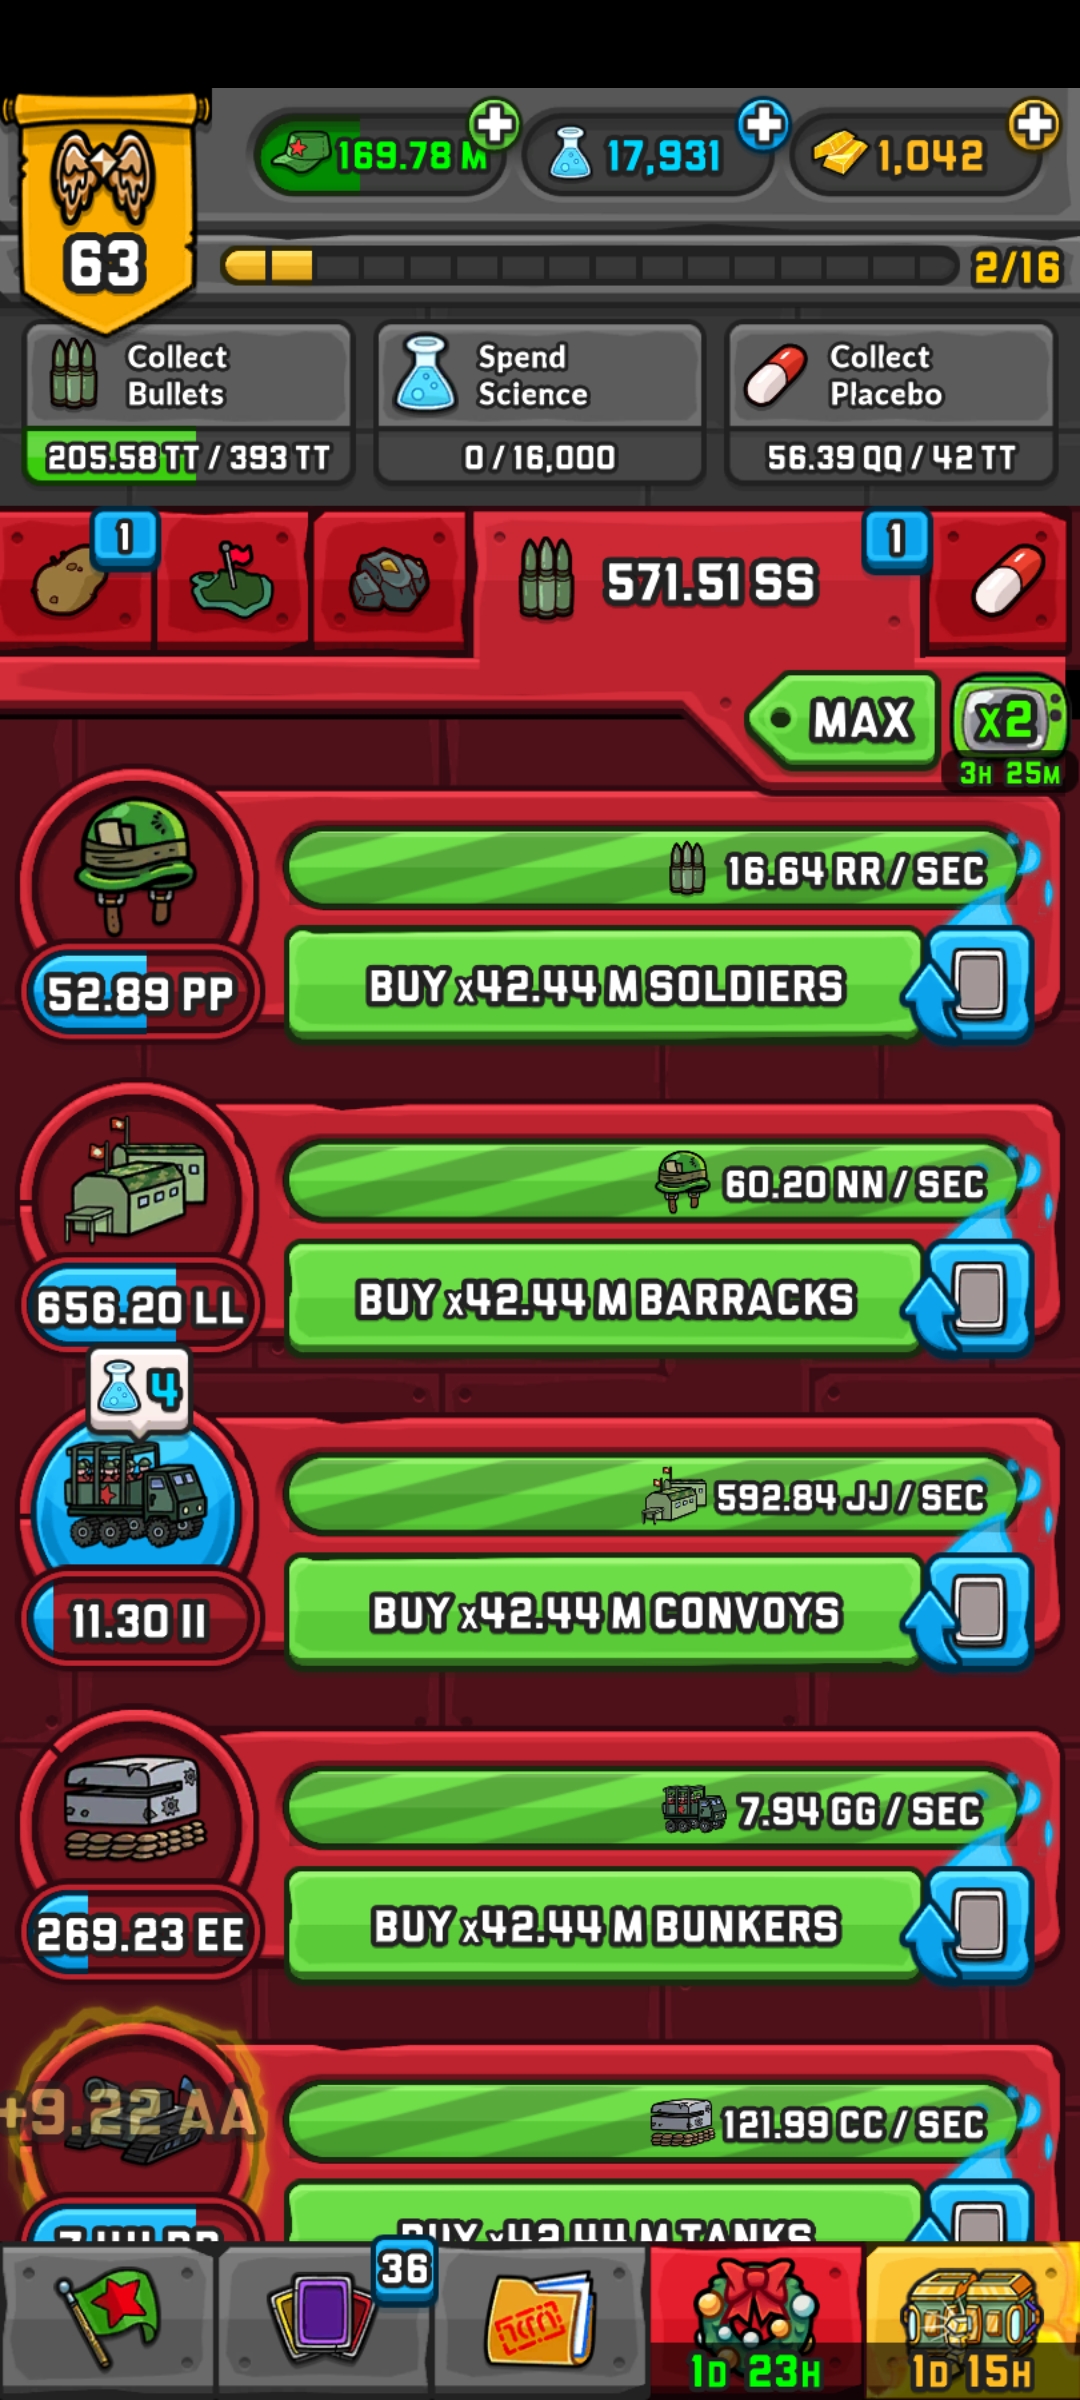 63
169.78 M
17,931
1,042
2/16
Collect
Bullets
205.58 TT / 393 TT
Spend
Science
0 / 16,000
Collect
Placebo
56.39 QQ / 42 TT
1
571.51 SS
1
MAX
x2
3H 25M
16.64 RR / SEC
52.89 PP
BUY x42.44 M SOLDIERS
60.20 NN / SEC
656.20 LL
BUY x42.44 M BARRACKS
4
592.84 JJ / SEC
11.30 II
BUY x42.44 M CONVOYS
7.94 GG / SEC
269.23 EE
BUY x42.44 M BUNKERS
+9.22 AA
121.99 CC / SEC
BUY x42.44 M TANKS
36
1D 23H
1D 15H